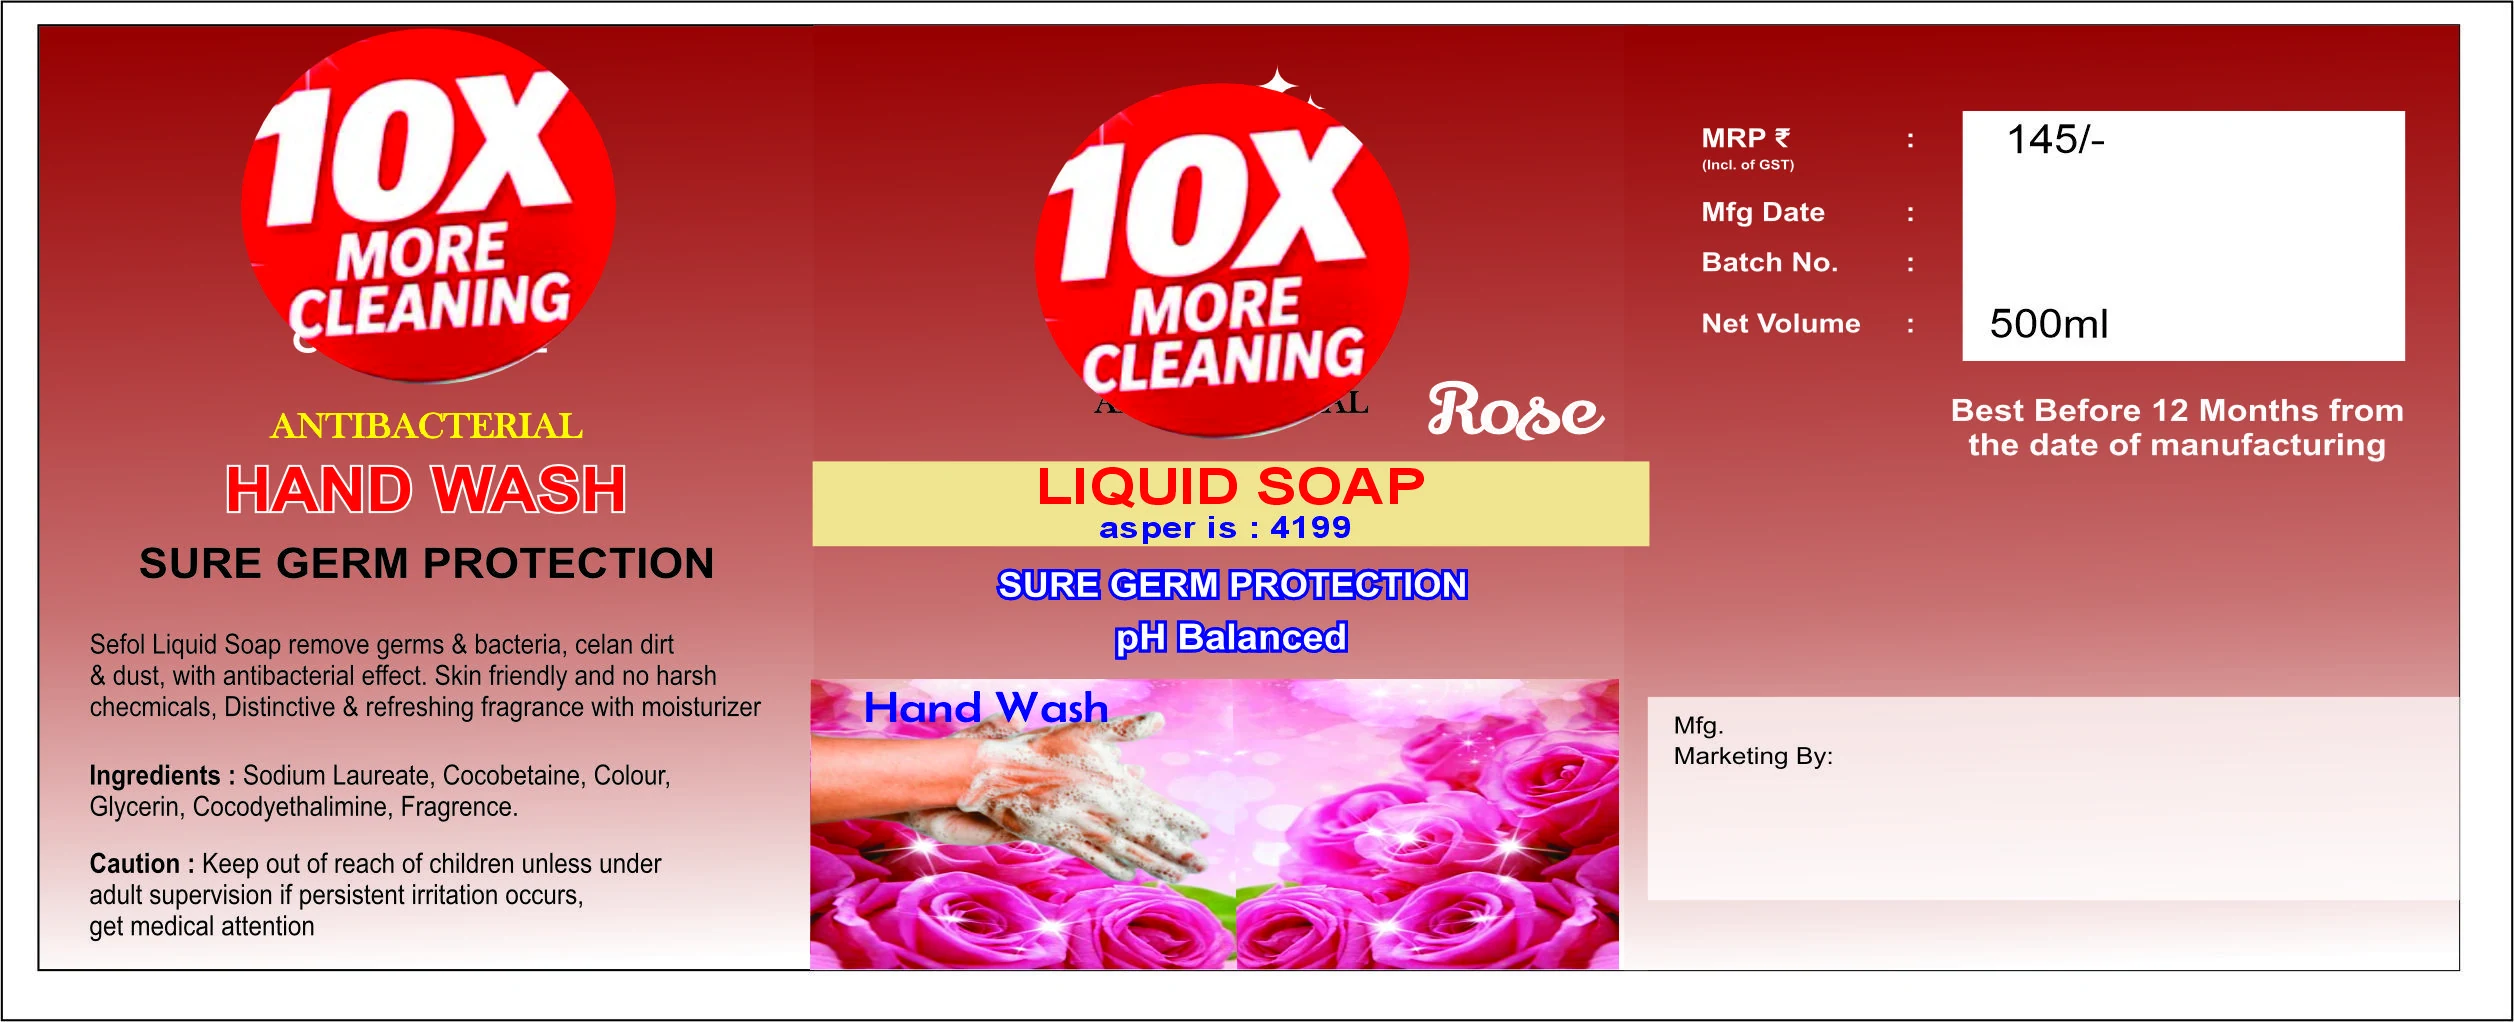 10X
MORE
CLEANING
ANTIBACTERIAL
HAND WASH
SURE GERM PROTECTION
Sefol Liquid Soap remove germs & bacteria, celan dirt
& dust, with antibacterial effect. Skin friendly and no harsh
checmicals, Distinctive & refreshing fragrance with moisturizer
Ingredients : Sodium Laureate, Cocobetaine, Colour,
Glycerin, Cocodyethalimine, Fragrence.
Caution : Keep out of reach of children unless under
adult supervision if persistent irritation occurs,
get medical attention
10X
MORE
CLEANING
Rose
LIQUID SOAP
asper is : 4199
SURE GERM PROTECTION
pH Balanced
Hand Wash
MRP ₹ : 145/-
(Incl. of GST)
Mfg Date :
Batch No. :
Net Volume : 500ml
Best Before 12 Months from
the date of manufacturing
Mfg.
Marketing By: